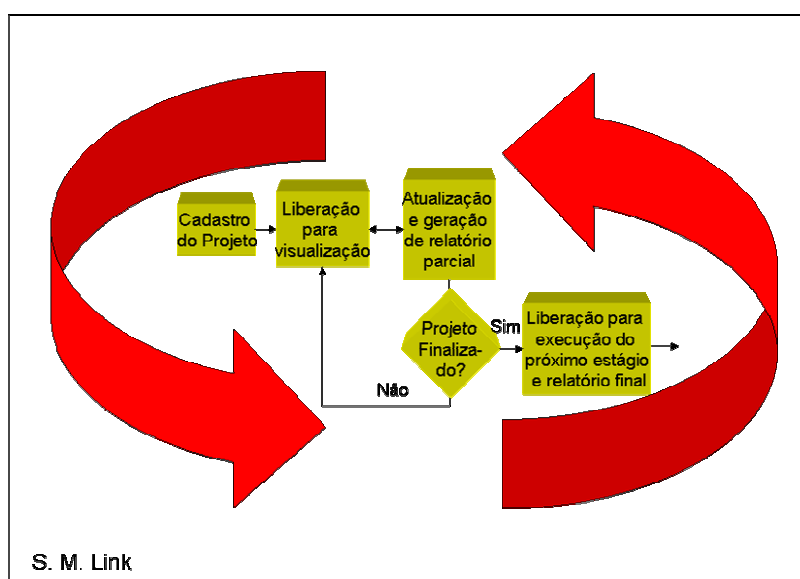 Cadastro
do Projeto
Liberação
para
visualização
Atualização
e geração
de relatório
parcial
Projeto
Finaliza-
do?
Sim
Não
Liberação para
execução do
próximo estágio
e relatório final
S. M. Link